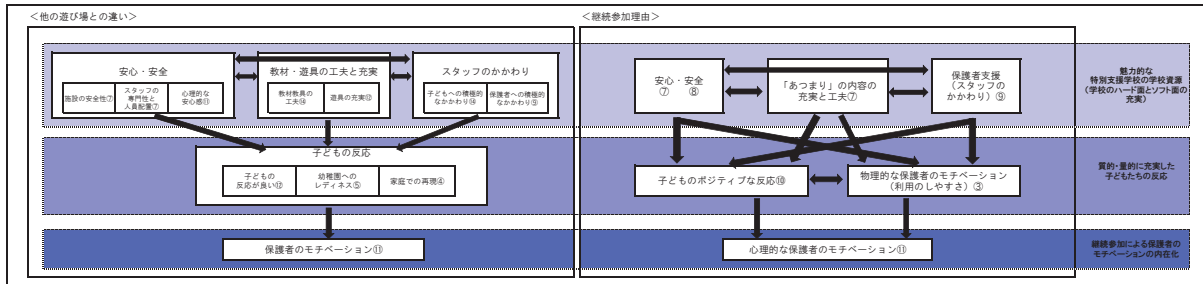 ＜他の遊び場との違い＞
安心・安全
施設の安全性⑦
スタッフの
専門性と
人員配置⑦
心理的な
安心感⑪
教材・遊具の工夫と充実
教材教具の
工夫⑭
遊具の充実⑫
スタッフのかかわり
子どもへの積極的
なかかわり⑭
保護者への積極的
なかかわり⑨
子どもの反応
子どもの
反応が良い⑫
幼稚園への
レディネス⑤
家庭での再現④
保護者のモチベーション⑪
＜継続参加理由＞
安心・安全
⑦ ⑧
「あつまり」の内容の
充実と工夫⑦
保護者支援
（スタッフの
かかわり）⑨
子どものポジティブな反応⑩
物理的な保護者のモチベーション
（利用のしやすさ）③
心理的な保護者のモチベーション⑪
魅力的な
特別支援学校の学校資源
（学校のハード面とソフト面の
充実）
質的・量的に充実した
子どもたちの反応
継続参加による保護者の
モチベーションの内在化